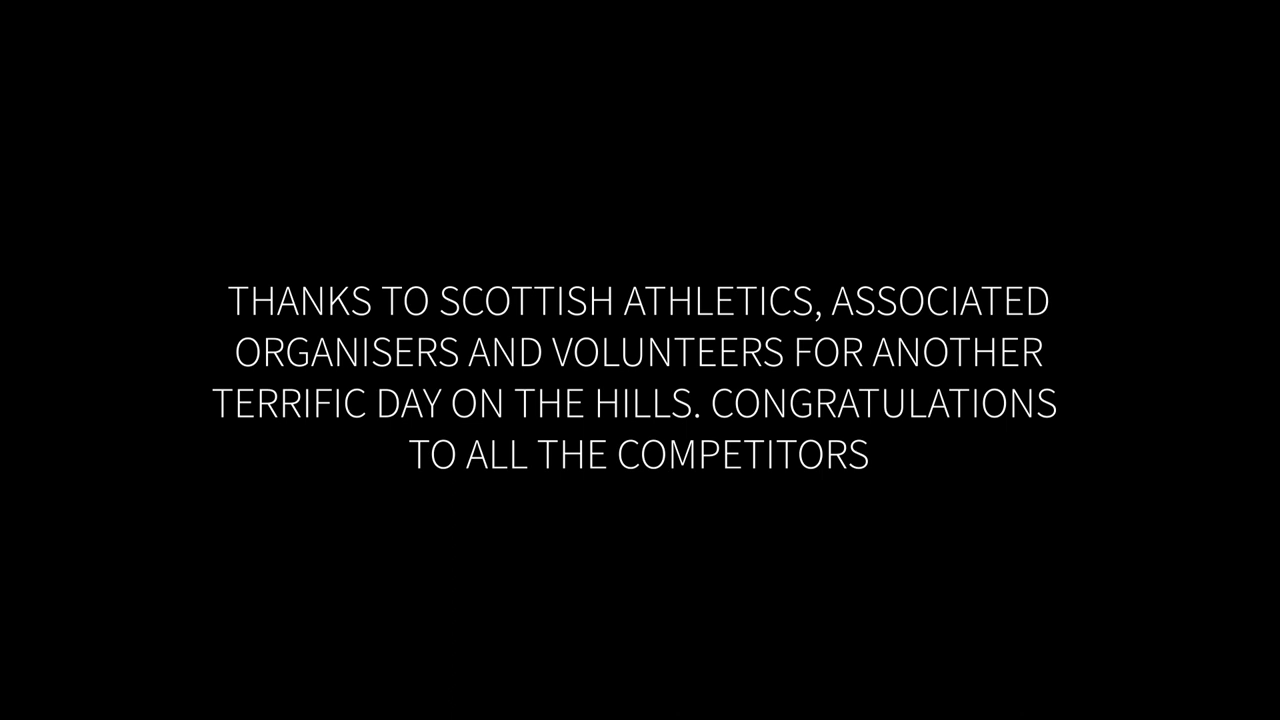 THANKS TO SCOTTISH ATHLETICS, ASSOCIATED
ORGANISERS AND VOLUNTEERS FOR ANOTHER
TERRIFIC DAY ON THE HILLS. CONGRATULATIONS
TO ALL THE COMPETITORS